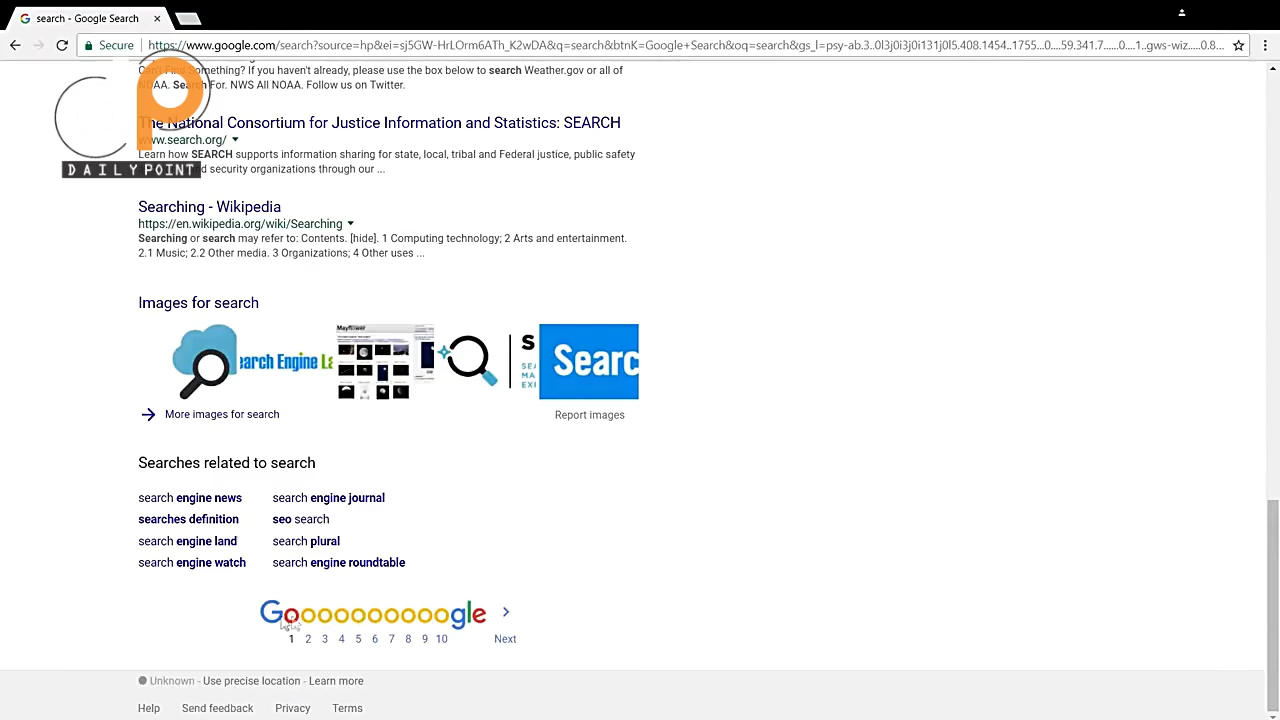 search - Google Search
Secure https://www.google.com/search?source=hp&ei=sj5GW-HrLOrm6ATh_K2wDA&q=search&btnK=Google+Search&oq=search&gs_l=psy-ab.3..0l3j0i3j0i131j0l5.408.1454..1755...0....59.341.7......0....1..gws-wiz.....0..8...
Can't Find Something? If you haven't already, please use the box below to search Weather.gov or all of
NOAA. Search For. NWS All NOAA. Follow us on Twitter.
The National Consortium for Justice Information and Statistics: SEARCH
www.search.org/
Learn how SEARCH supports information sharing for state, local, tribal and Federal justice, public safety
security organizations through our ...
DAILYPOINT
Searching - Wikipedia
https://en.wikipedia.org/wiki/Searching
Searching or search may refer to: Contents. [hide]. 1 Computing technology; 2 Arts and entertainment.
2.1 Music; 2.2 Other media. 3 Organizations; 4 Other uses ...
Images for search
Mayflower
arch Engine La
Searc
More images for search
Report images
Searches related to search
search engine news search engine journal
searches definition seo search
search engine land search plural
search engine watch search engine roundtable
Goooooooooogle
1 2 3 4 5 6 7 8 9 10 Next
Unknown - Use precise location - Learn more
Help Send feedback Privacy Terms